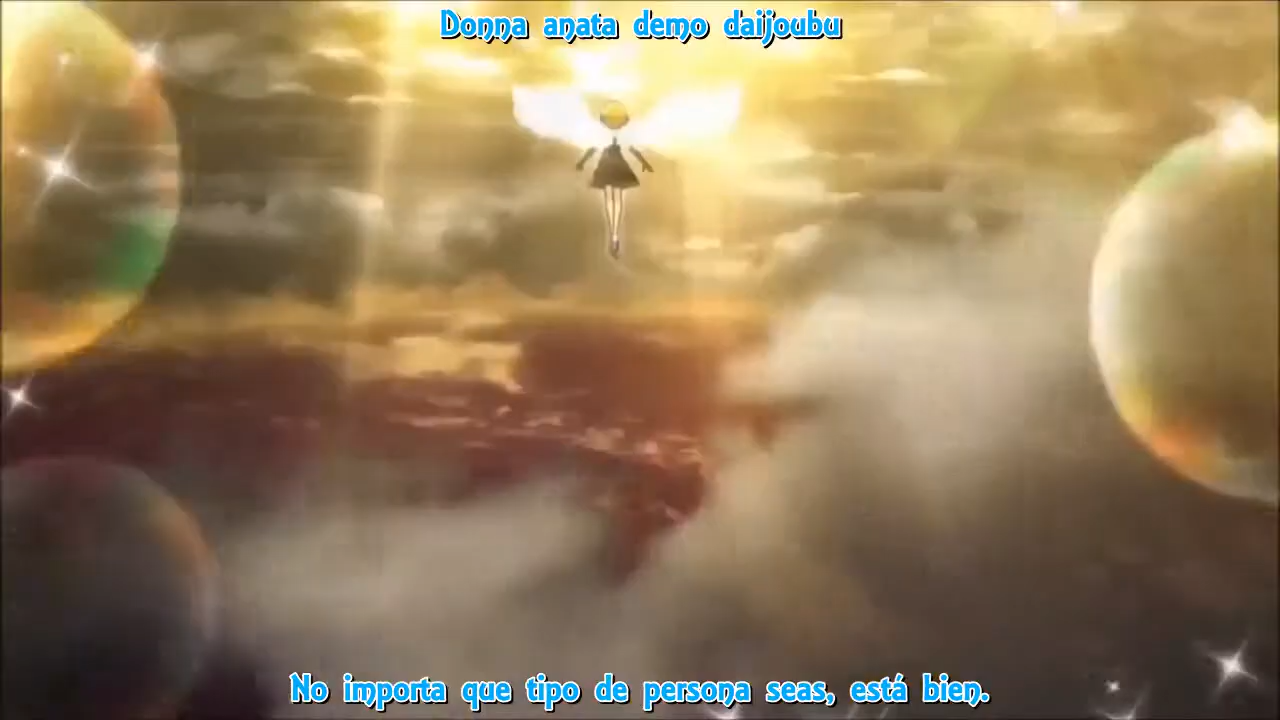 Donna anata demo daijoubu
No importa que tipo de persona seas, está bien.